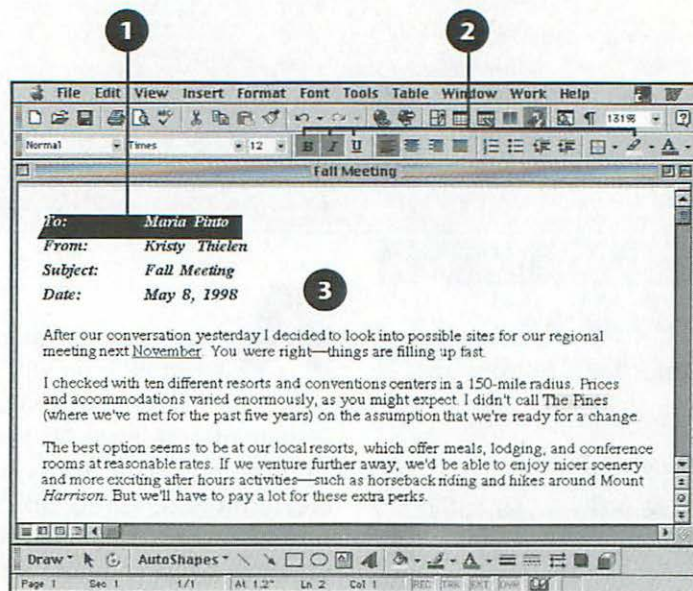 1 2
File Edit View Insert Format Font Tools Table Window Work Help
131%
Normal Times 12 B I U A
Fall Meeting
To: Maria Pinto
From: Kristy Thielen
Subject: Fall Meeting
Date: May 8, 1998
3
After our conversation yesterday I decided to look into possible sites for our regional
meeting next November. You were right—things are filling up fast.
I checked with ten different resorts and conventions centers in a 150-mile radius. Prices
and accommodations varied enormously, as you might expect. I didn't call The Pines
(where we've met for the past five years) on the assumption that we're ready for a change.
The best option seems to be at our local resorts, which offer meals, lodging, and conference
rooms at reasonable rates. If we venture further away, we'd be able to enjoy nicer scenery
and more exciting after hours activities—such as horseback riding and hikes around Mount
Harrison. But we'll have to pay a lot for these extra perks.
Draw AutoShapes A
Page 1 Sec 1 1/1 At 1.2" Ln 2 Col 1 REC TRK EXT OVR